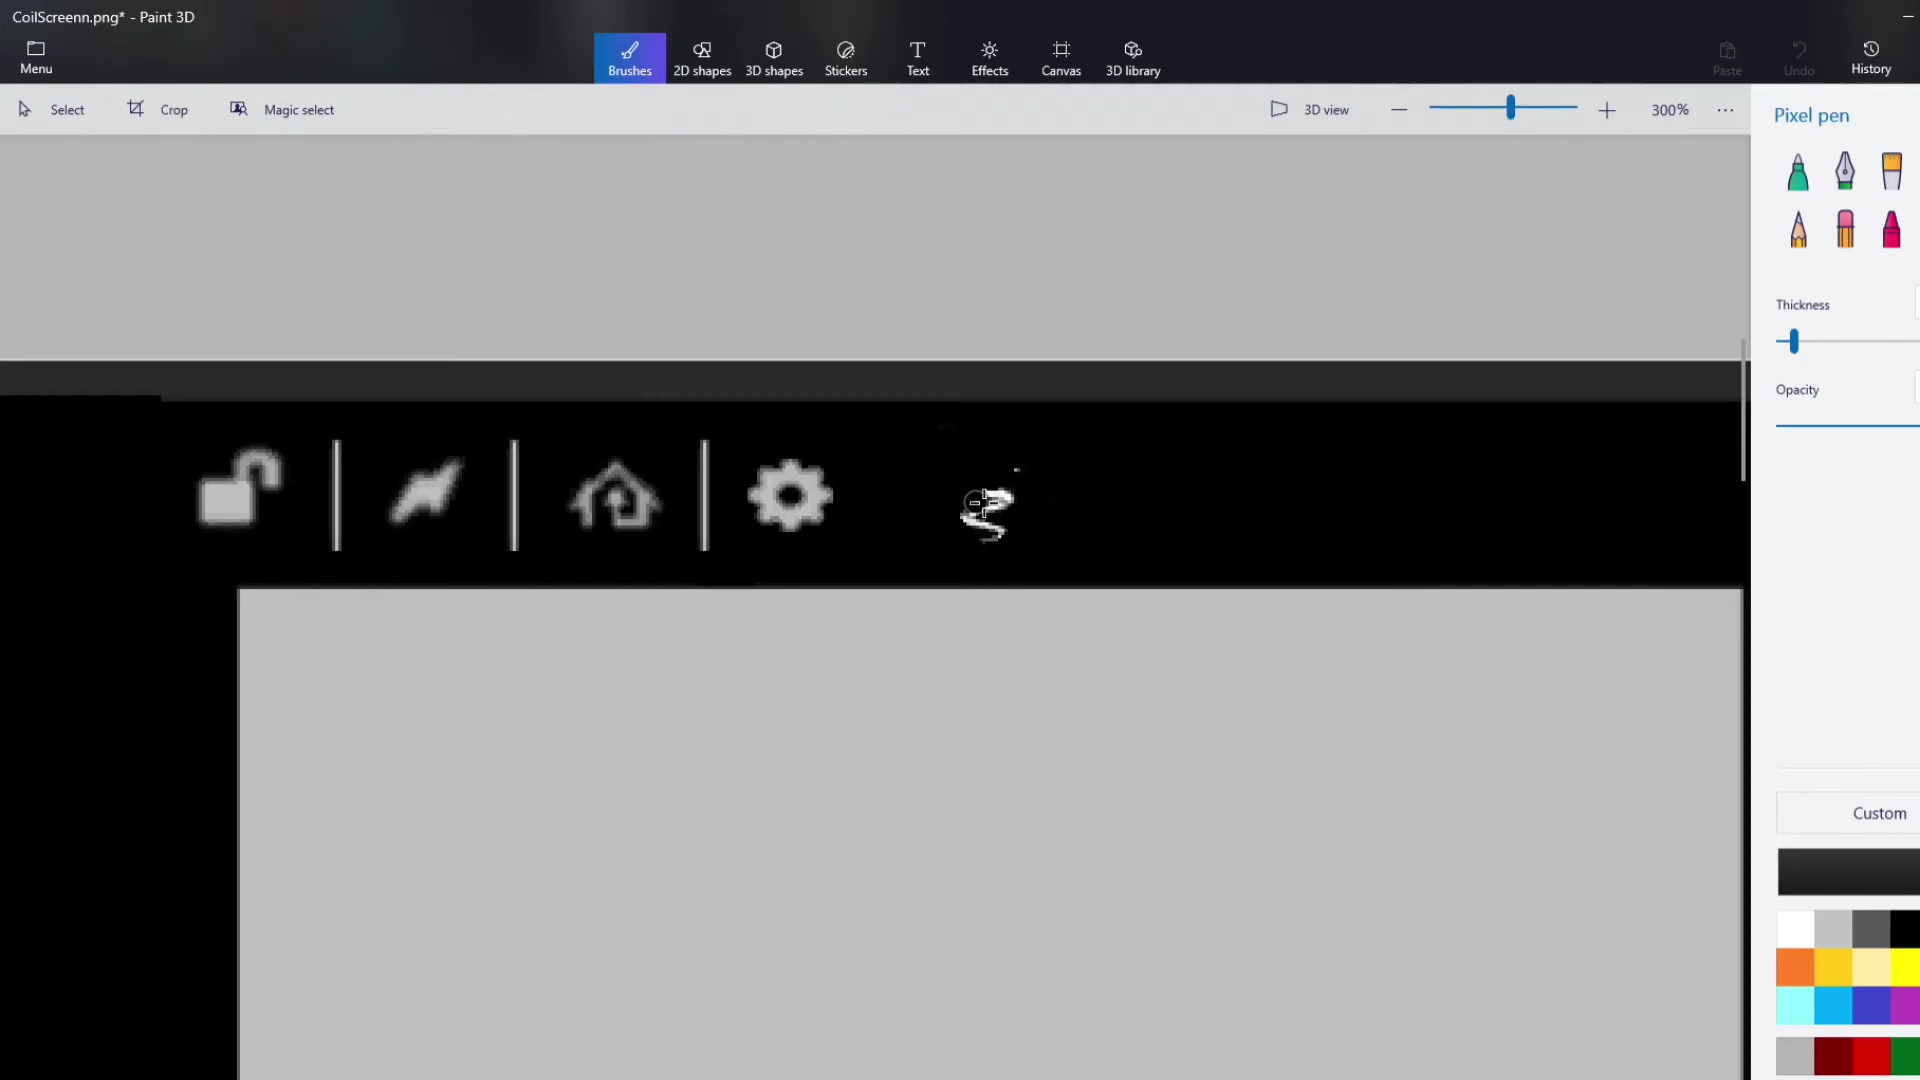 CoilScreenn.png* - Paint 3D
Menu
Brushes
2D shapes
3D shapes
Stickers
Text
Effects
Canvas
3D library
Paste
Undo
History
Select
Crop
Magic select
3D view
300%
Pixel pen
Thickness
Opacity
Custom